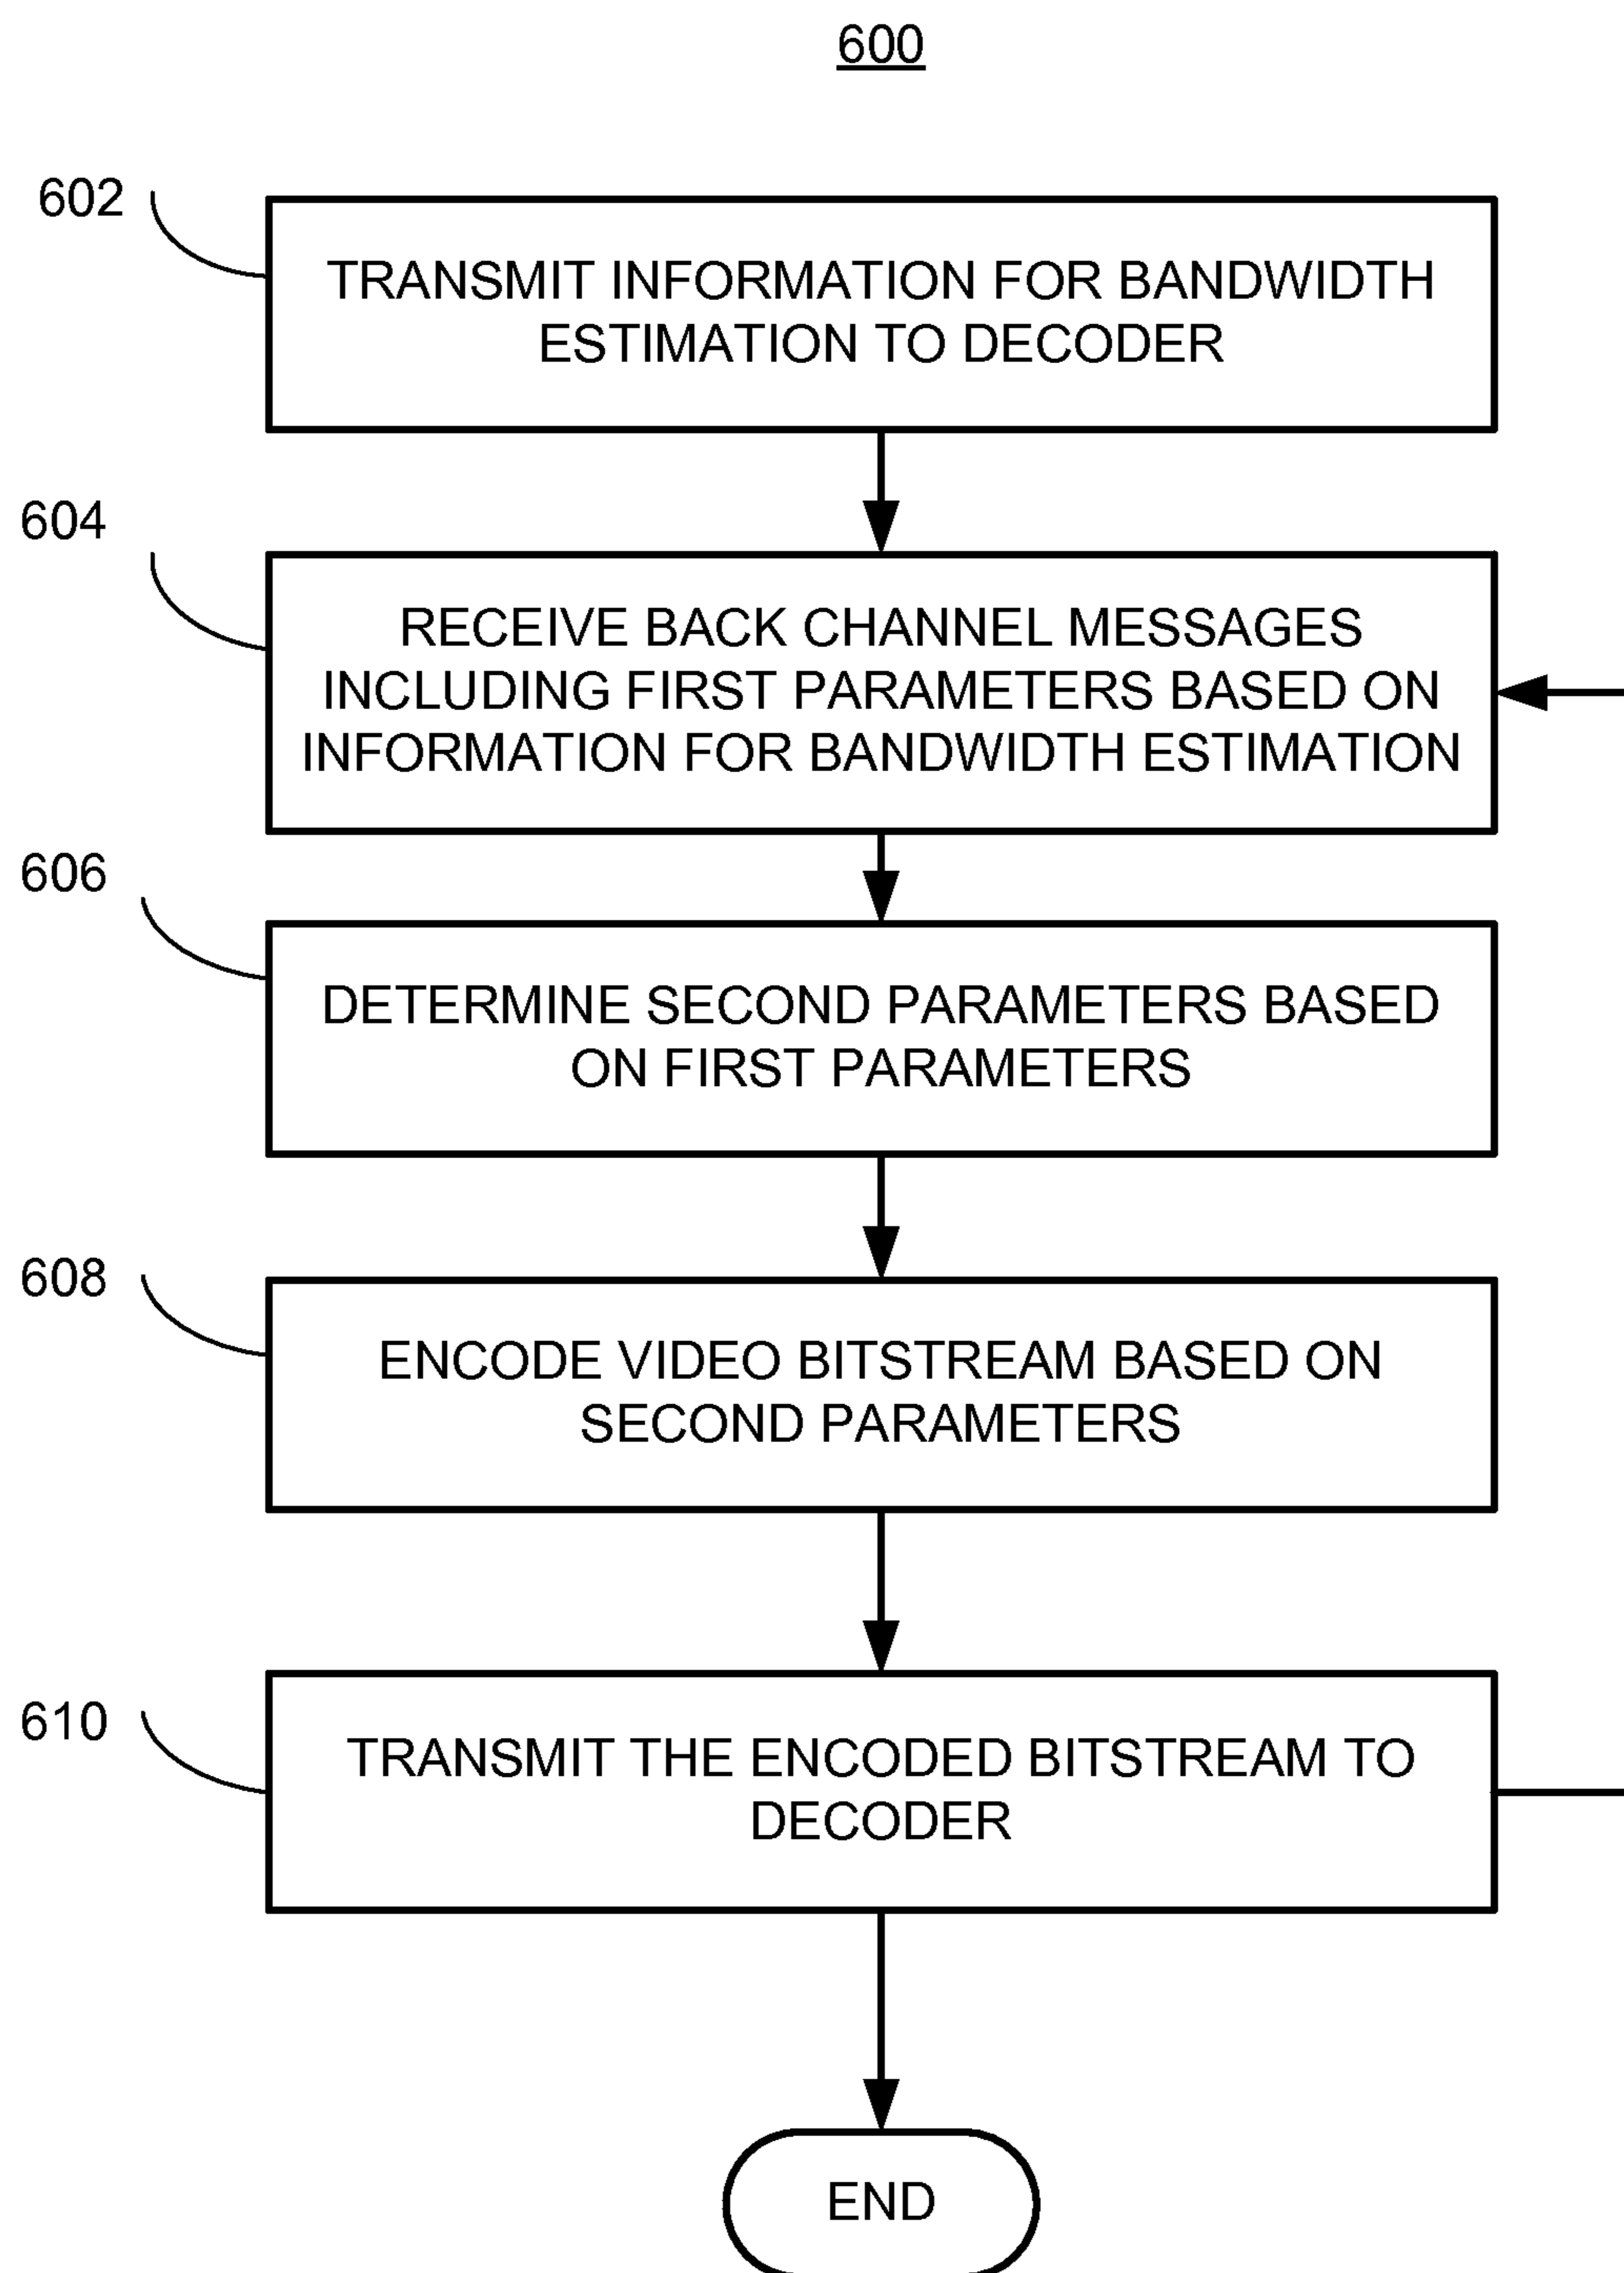 600
602
TRANSMIT INFORMATION FOR BANDWIDTH
ESTIMATION TO DECODER
604
RECEIVE BACK CHANNEL MESSAGES
INCLUDING FIRST PARAMETERS BASED ON
INFORMATION FOR BANDWIDTH ESTIMATION
606
DETERMINE SECOND PARAMETERS BASED
ON FIRST PARAMETERS
608
ENCODE VIDEO BITSTREAM BASED ON
SECOND PARAMETERS
610
TRANSMIT THE ENCODED BITSTREAM TO
DECODER
END